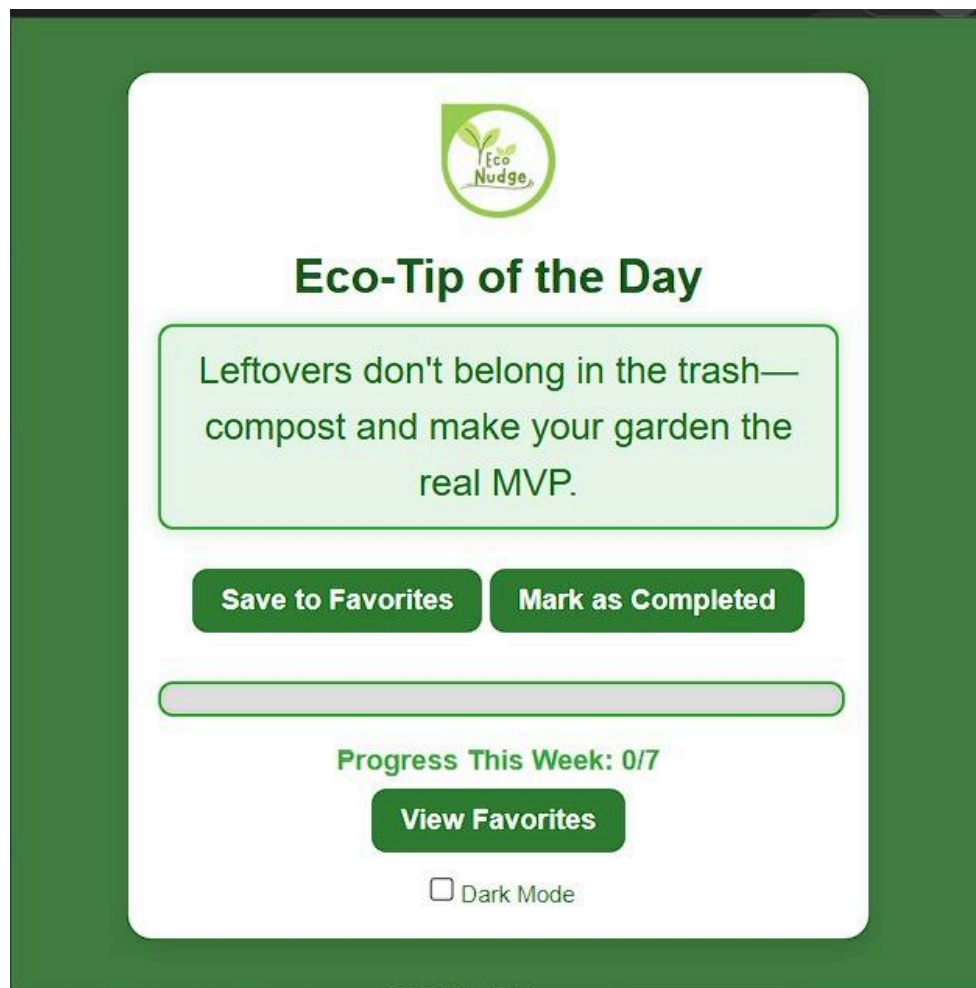 Eco
Nudge
Eco-Tip of the Day
Leftovers don't belong in the trash—
compost and make your garden the
real MVP.
Save to Favorites Mark as Completed
Progress This Week: 0/7
View Favorites
Dark Mode